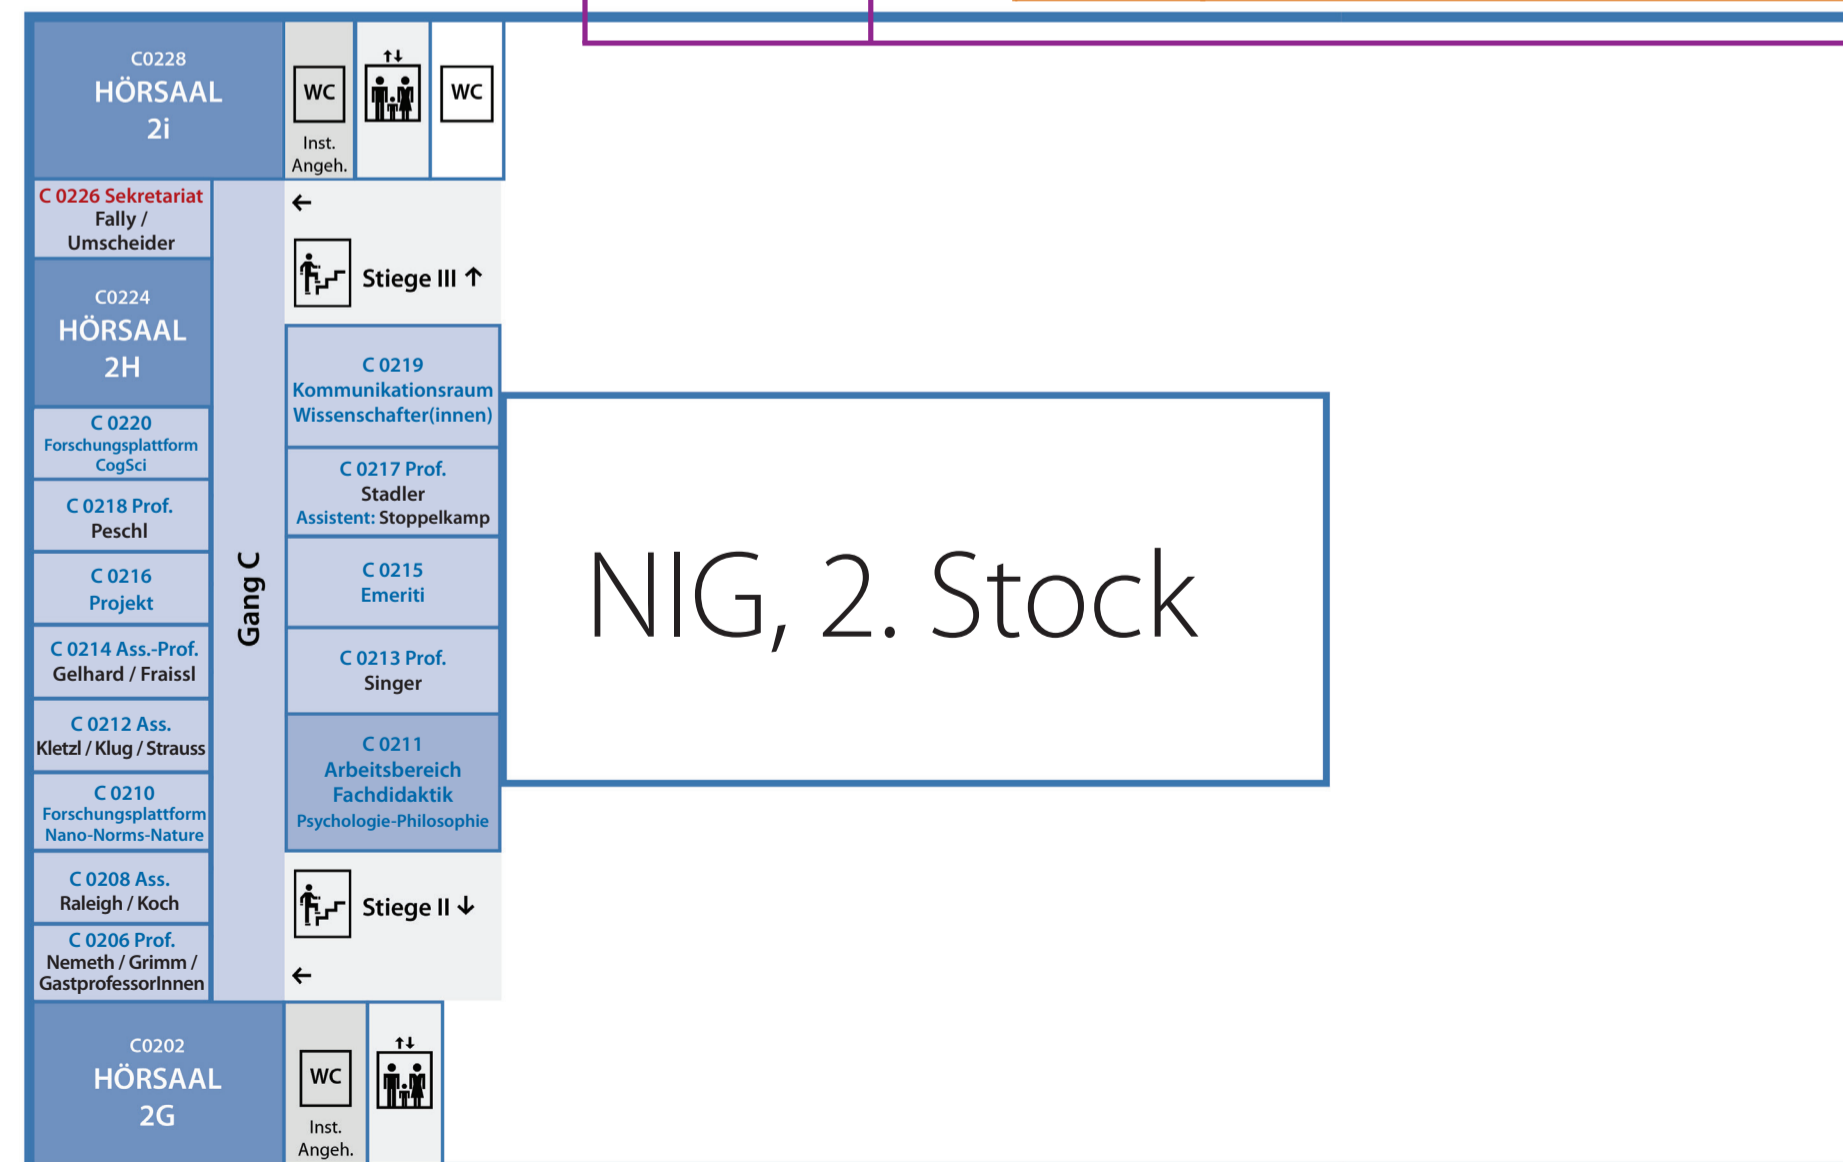 C0228
HÖRSAAL
2i
WC
Inst.
Angeh.
WC
C 0226 Sekretariat
Fally /
Umscheider
C0224
HÖRSAAL
2H
C 0220
Forschungsplattform
CogSci
C 0218 Prof.
Peschl
C 0216
Projekt
C 0214 Ass.-Prof.
Gelhard / Fraissl
C 0212 Ass.
Kletzl / Klug / Strauss
C 0210
Forschungsplattform
Nano-Norms-Nature
C 0208 Ass.
Raleigh / Koch
C 0206 Prof.
Nemeth / Grimm /
GastprofessorInnen
C0202
HÖRSAAL
2G
Gang C
←
Stiege III ↑
C 0219
Kommunikationsraum
Wissenschafter(innen)
C 0217 Prof.
Stadler
Assistent: Stoppelkamp
C 0215
Emeriti
C 0213 Prof.
Singer
C 0211
Arbeitsbereich
Fachdidaktik
Psychologie-Philosophie
Stiege II ↓
←
WC
Inst.
Angeh.
NIG, 2. Stock